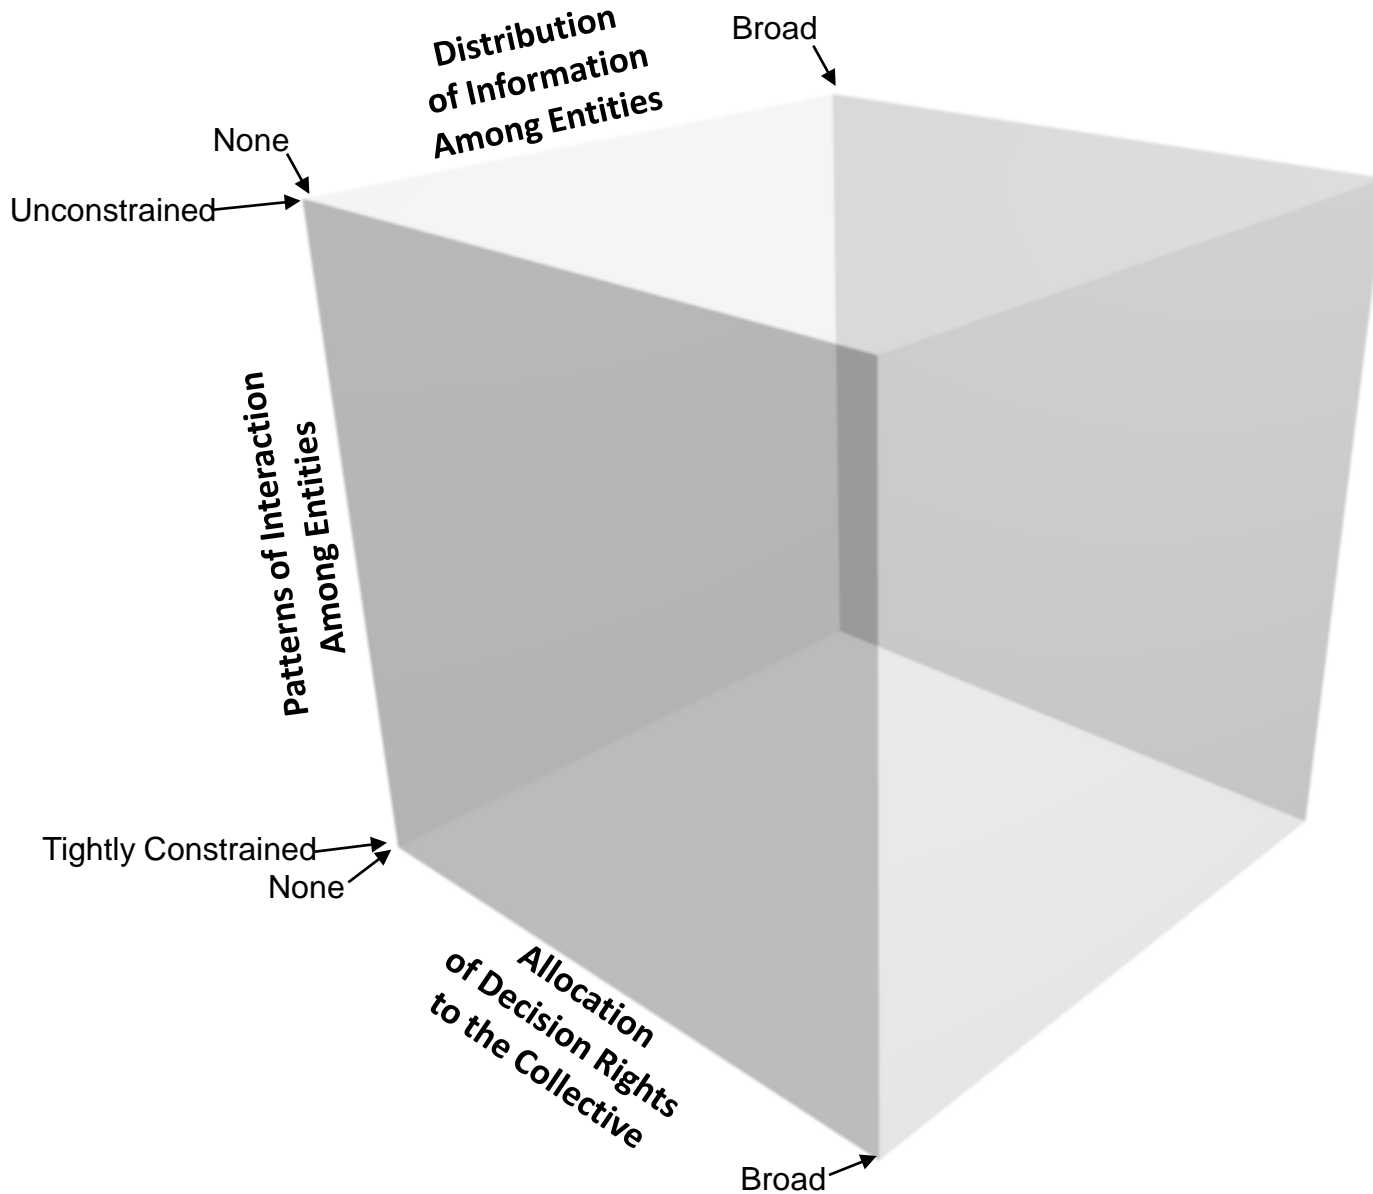 Distribution
of Information
Among Entities
Broad
None
Unconstrained
Patterns of Interaction
Among Entities
Tightly Constrained
None
Allocation
of Decision Rights
to the Collective
Broad